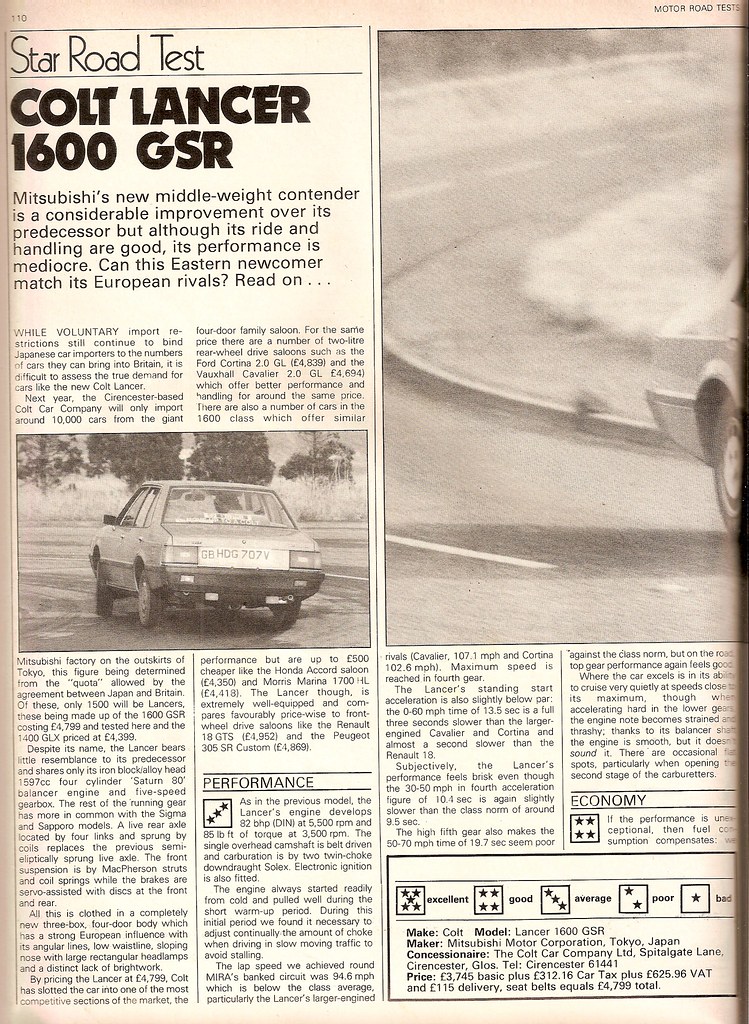 110
MOTOR ROAD TESTS
Star Road Test
COLT LANCER
1600 GSR
Mitsubishi's new middle-weight contender
is a considerable improvement over its
predecessor but although its ride and
handling are good, its performance is
mediocre. Can this Eastern newcomer
match its European rivals? Read on . . .
WHILE VOLUNTARY import re-
strictions still continue to bind
Japanese car importers to the numbers
of cars they can bring into Britain, it is
difficult to assess the true demand for
cars like the new Colt Lancer.
Next year, the Cirencester-based
Colt Car Company will only import
around 10,000 cars from the giant
four-door family saloon. For the same
price there are a number of two-litre
rear-wheel drive saloons such as the
Ford Cortina 2.0 GL (£4,839) and the
Vauxhall Cavalier 2.0 GL £4,694)
which offer better performance and
handling for around the same price.
There are also a number of cars in the
1600 class which offer similar
GB HDG 707V
Mitsubishi factory on the outskirts of
Tokyo, this figure being determined
from the "quota" allowed by the
agreement between Japan and Britain.
Of these, only 1500 will be Lancers,
these being made up of the 1600 GSR
costing £4,799 and tested here and the
1400 GLX priced at £4,399.
Despite its name, the Lancer bears
little resemblance to its predecessor
and shares only its iron block/alloy head
1597cc four cylinder 'Saturn 80'
balancer engine and five-speed
gearbox. The rest of the running gear
has more in common with the Sigma
and Sapporo models. A live rear axle
located by four links and sprung by
coils replaces the previous semi-
elliptically sprung live axle. The front
suspension is by MacPherson struts
and coil springs while the brakes are
servo-assisted with discs at the front
and rear.
All this is clothed in a completely
new three-box, four-door body which
has a strong European influence with
its angular lines, low waistline, sloping
nose with large rectangular headlamps
and a distinct lack of brightwork.
By pricing the Lancer at £4,799, Colt
has slotted the car into one of the most
competitive sections of the market, the
performance but are up to £500
cheaper like the Honda Accord saloon
(£4,350) and Morris Marina 1700 HL
(£4,418). The Lancer though, is
extremely well-equipped and com-
pares favourably price-wise to front-
wheel drive saloons like the Renault
18 GTS (£4,952) and the Peugeot
305 SR Custom (£4,869).
PERFORMANCE
As in the previous model, the
Lancer's engine develops
82 bhp (DIN) at 5,500 rpm and
85 lb ft of torque at 3,500 rpm. The
single overhead camshaft is belt driven
and carburation is by two twin-choke
downdraught Solex. Electronic ignition
is also fitted.
The engine always started readily
from cold and pulled well during the
short warm-up period. During this
initial period we found it necessary to
adjust continually the amount of choke
when driving in slow moving traffic to
avoid stalling.
The lap speed we achieved round
MIRA's banked circuit was 94.6 mph
which is below the class average,
particularly the Lancer's larger-engined
rivals (Cavalier, 107.1 mph and Cortina
102.6 mph). Maximum speed is
reached in fourth gear.
The Lancer's standing start
acceleration is also slightly below par:
the 0-60 mph time of 13.5 sec is a full
three seconds slower than the larger-
engined Cavalier and Cortina and
almost a second slower than the
Renault 18.
Subjectively, the Lancer's
performance feels brisk even though
the 30-50 mph in fourth acceleration
figure of 10.4 sec is again slightly
slower than the class norm of around
9.5 sec.
The high fifth gear also makes the
50-70 mph time of 19.7 sec seem poor
against the class norm, but on the road,
top gear performance again feels good.
Where the car excels is in its ability
to cruise very quietly at speeds close to
its maximum, though when
accelerating hard in the lower gears
the engine note becomes strained and
thrashy; thanks to its balancer shaft
the engine is smooth, but it doesn't
sound it. There are occasional flat
spots, particularly when opening the
second stage of the carburetters.
ECONOMY
If the performance is unex-
ceptional, then fuel con-
sumption compensates: we
excellent good average poor bad
Make: Colt Model: Lancer 1600 GSR
Maker: Mitsubishi Motor Corporation, Tokyo, Japan
Concessionaire: The Colt Car Company Ltd, Spitalgate Lane,
Cirencester, Glos. Tel: Cirencester 61441
Price: £3,745 basic plus £312.16 Car Tax plus £625.96 VAT
and £115 delivery, seat belts equals £4,799 total.